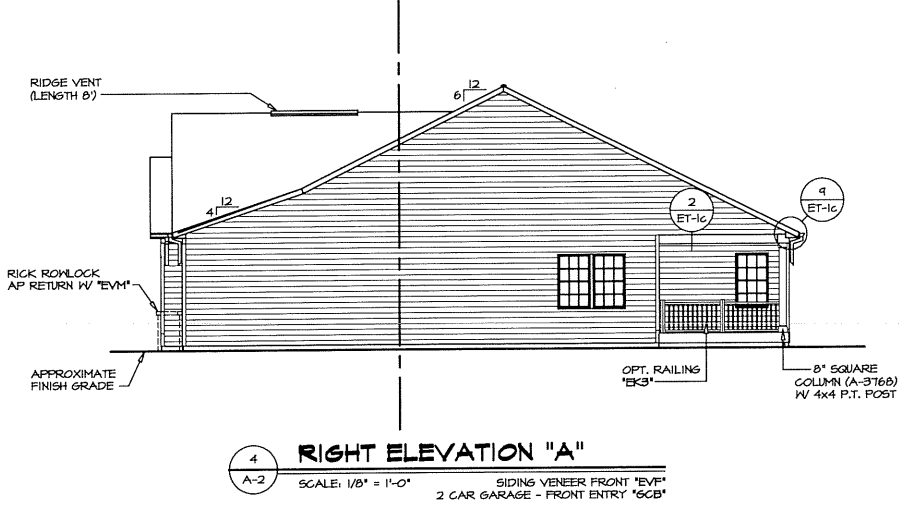 RIDGE VENT
(LENGTH 8')
12
6
12
4
2
ET-1c
9
ET-1c
RICK ROWLOCK
AP RETURN W/ "EVM"
APPROXIMATE
FINISH GRADE
OPT. RAILING
"EK3"
8" SQUARE
COLUMN (A-3768)
W/ 4x4 P.T. POST
4
A-2
RIGHT ELEVATION "A"
SCALE: 1/8" = 1'-0"
SIDING VENEER FRONT "EVF"
2 CAR GARAGE - FRONT ENTRY "GCB"